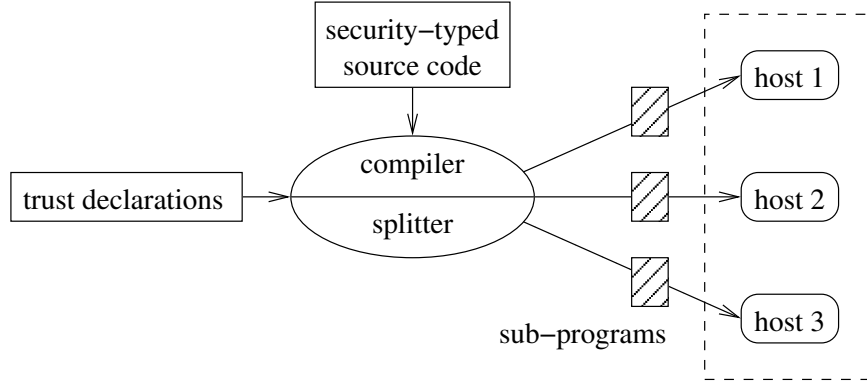 security−typed
source code
host 1
compiler
trust declarations
host 2
splitter
host 3
sub−programs